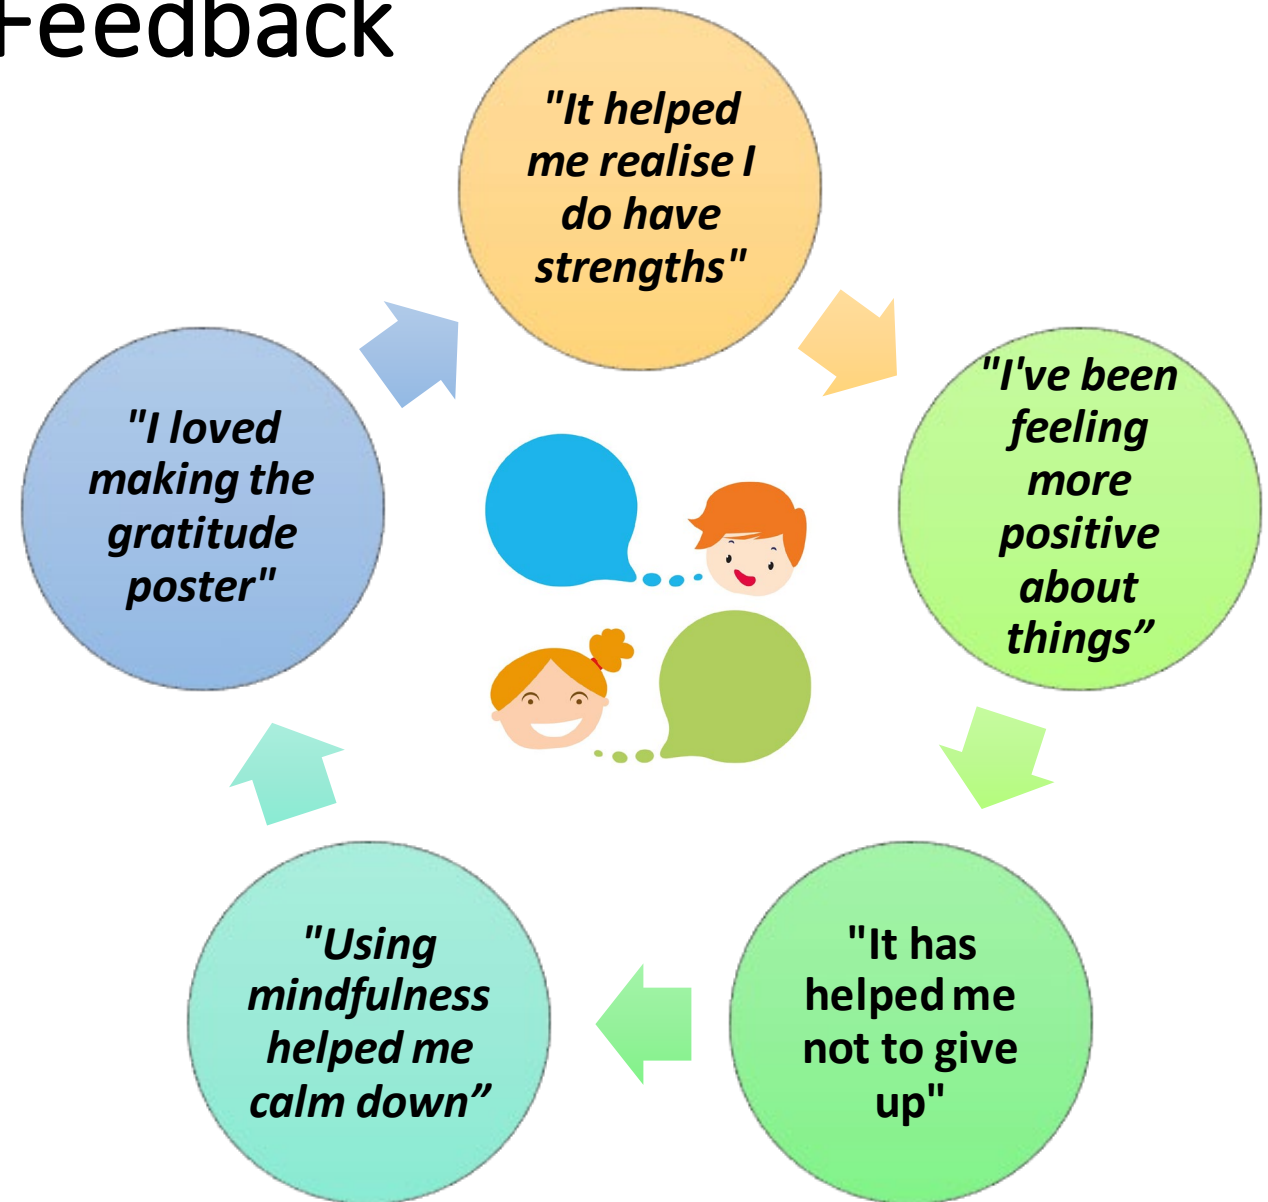 Feedback
"It helped
me realise I
do have
strengths"
"I've been
feeling
more
positive
about
things”
"It has
helped me
not to give
up"
"Using
mindfulness
helped me
calm down”
"I loved
making the
gratitude
poster"